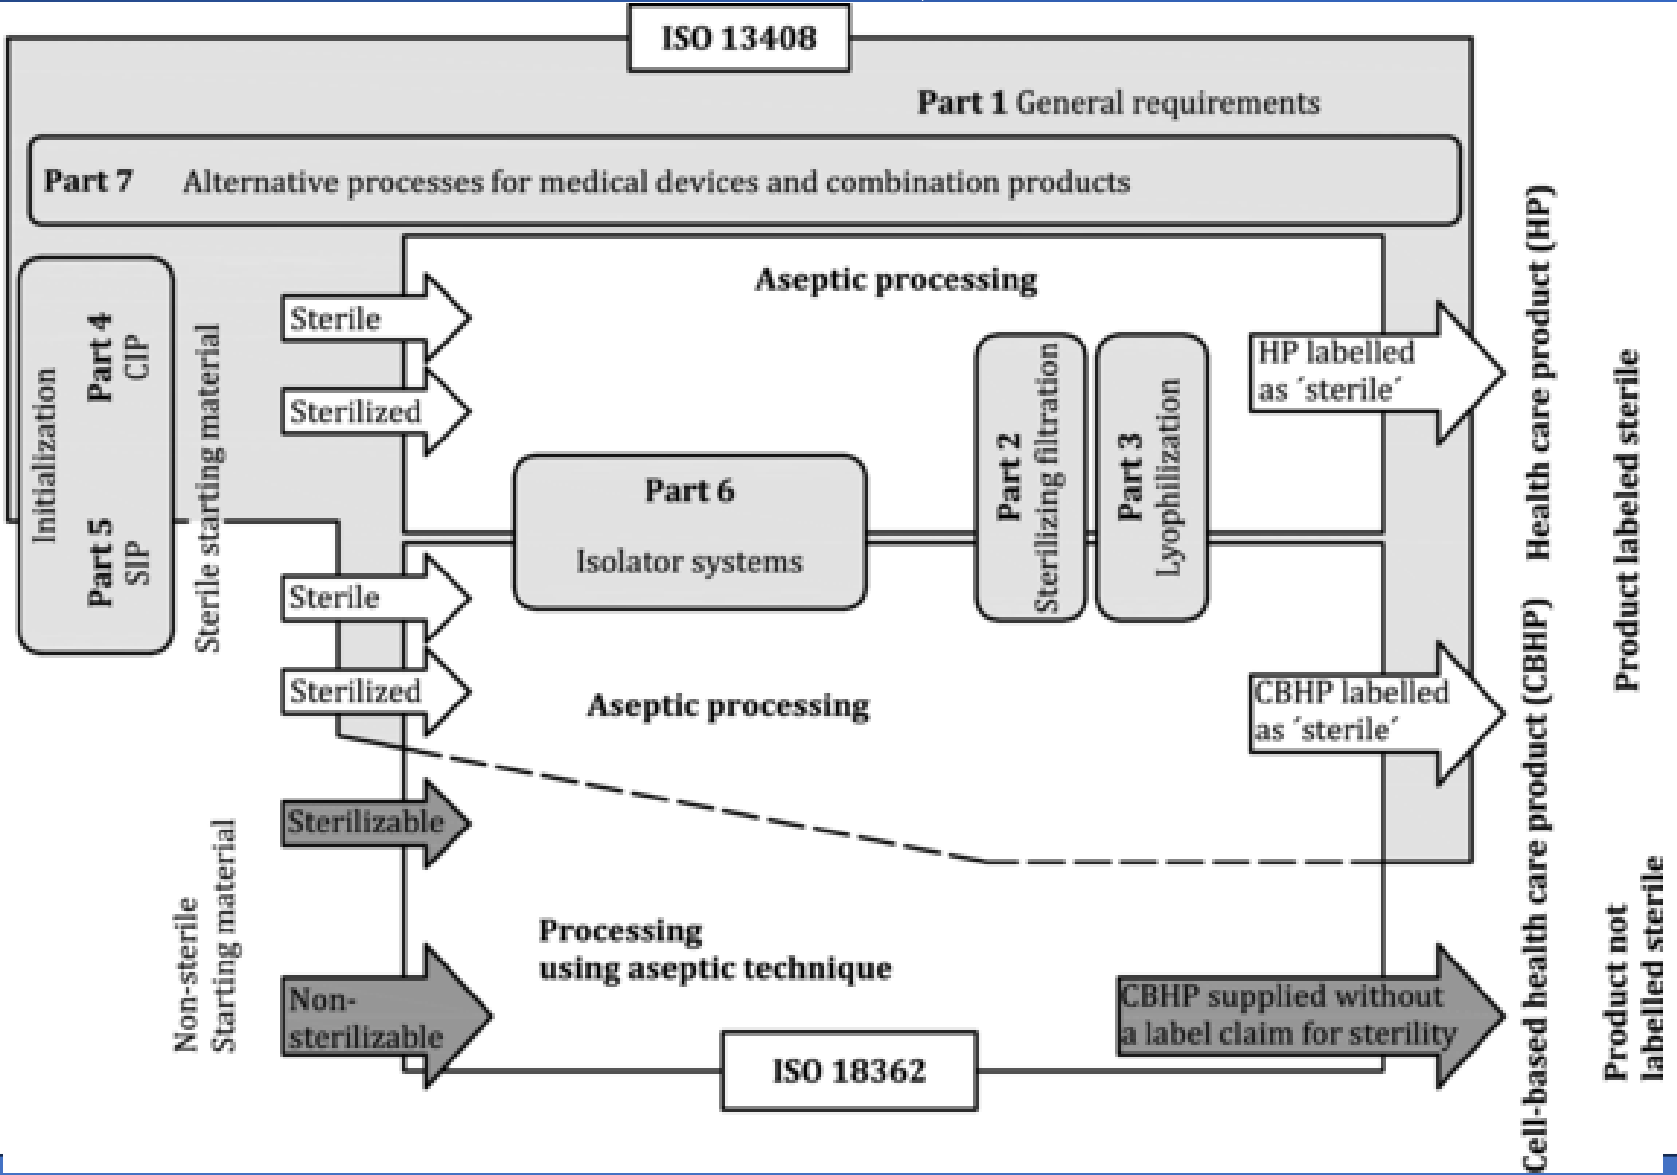 ISO 13408
Part 1 General requirements
Part 7 Alternative processes for medical devices and combination products
Initialization
Part 4
CIP
Part 5
SIP
Sterile starting material
Sterile
Sterilized
Aseptic processing
Part 6
Isolator systems
Part 2
Sterilizing filtration
Part 3
Lyophilization
HP labelled
as ´sterile´
Health care product (HP)
Product labeled sterile
Sterile
Sterilized
Aseptic processing
CBHP labelled
as ´sterile´
Cell-based health care product (CBHP)
Non-sterile
Starting material
Sterilizable
Non-
sterilizable
Processing
using aseptic technique
CBHP supplied without
a label claim for sterility
Product not
labelled sterile
ISO 18362